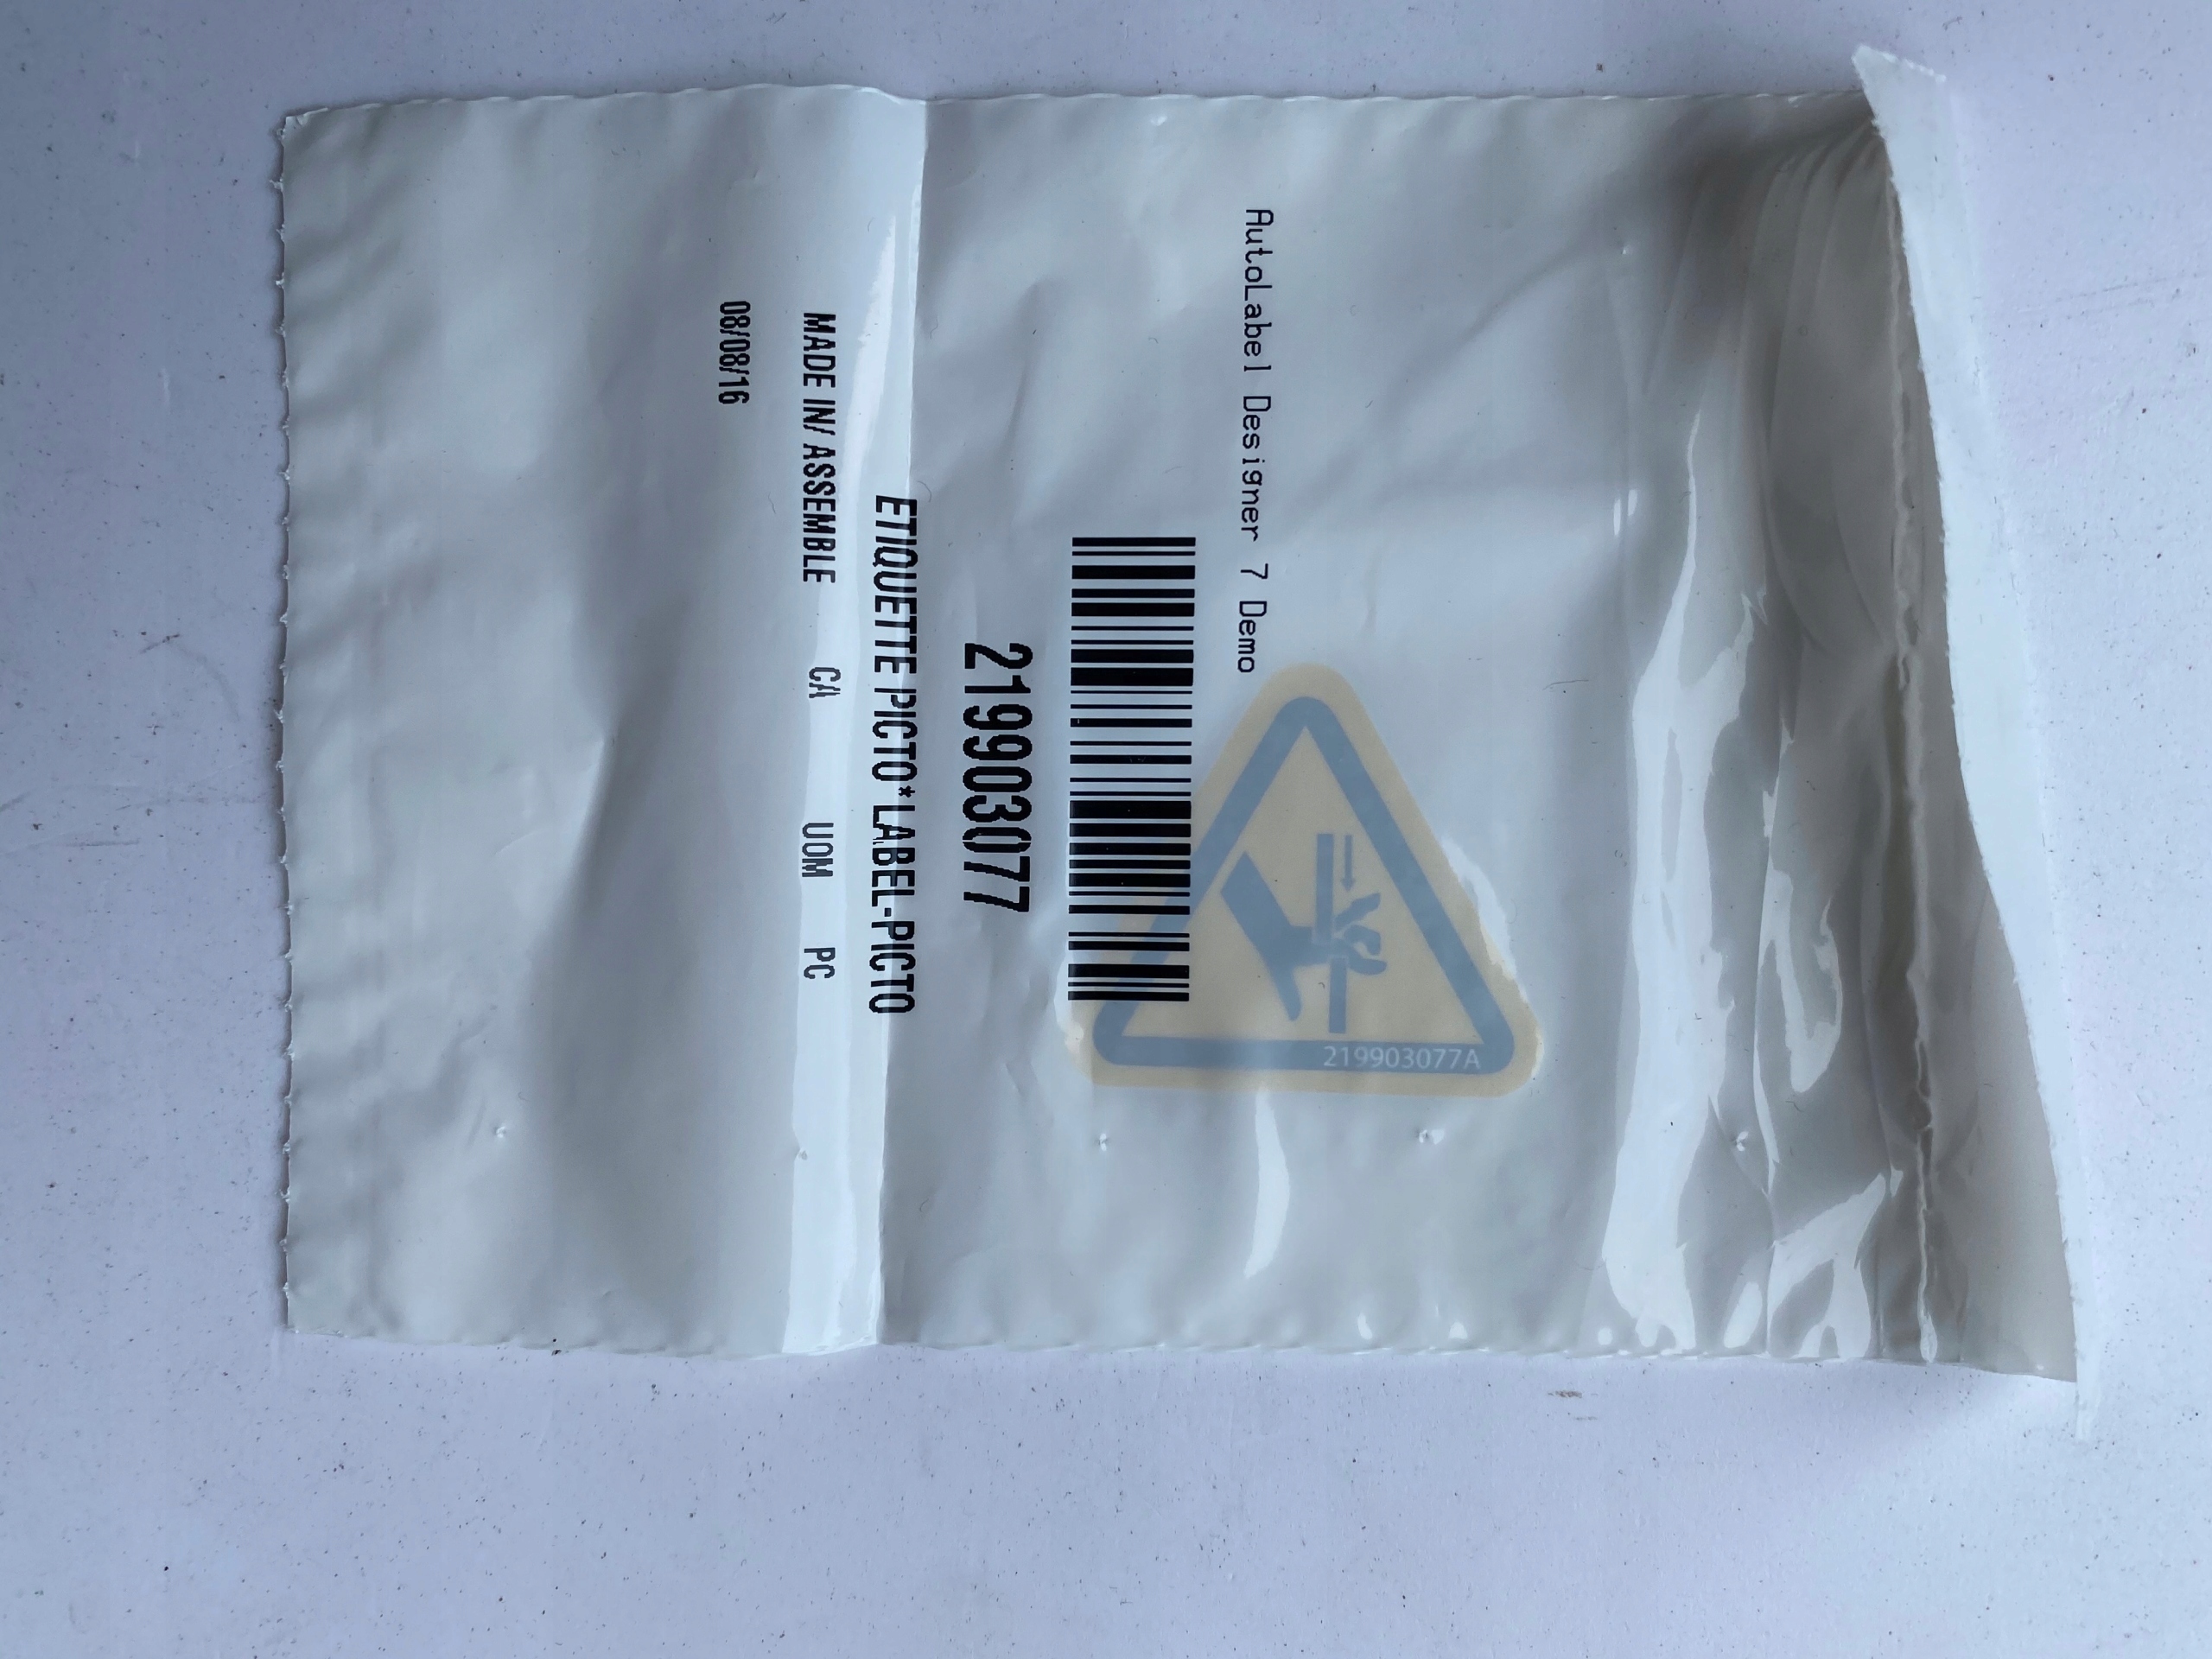 AutoLabel Designer 7 Demo
219903077
ETIQUETTE PICTO*LABEL-PICTO
MADE IN/ ASSEMBLE CA UOM PC
08/08/16
219903077A